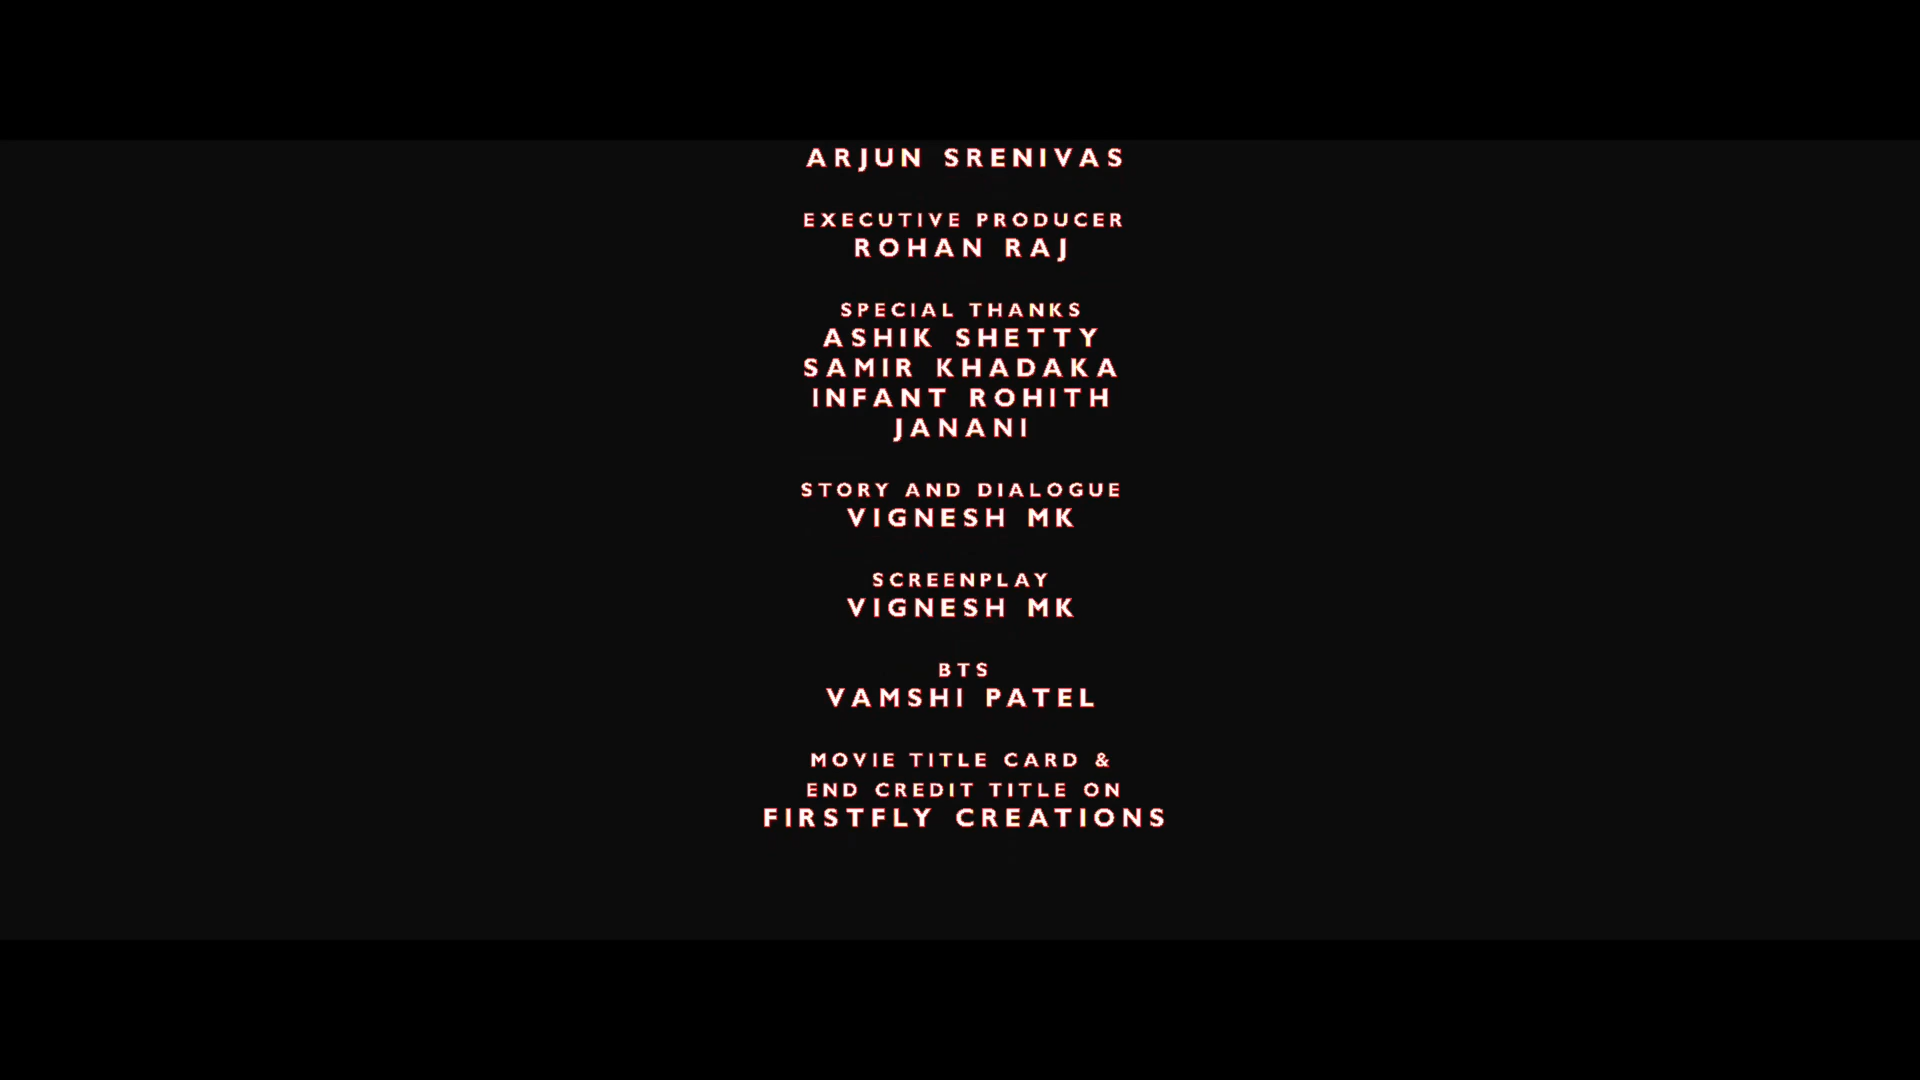 ARJUN SRENIVAS
EXECUTIVE PRODUCER
ROHAN RAJ
SPECIAL THANKS
ASHIK SHETTY
SAMIR KHADAKA
INFANT ROHITH
JANANI
STORY AND DIALOGUE
VIGNESH MK
SCREENPLAY
VIGNESH MK
BTS
VAMSHI PATEL
MOVIE TITLE CARD &
END CREDIT TITLE ON
FIRSTFLY CREATIONS